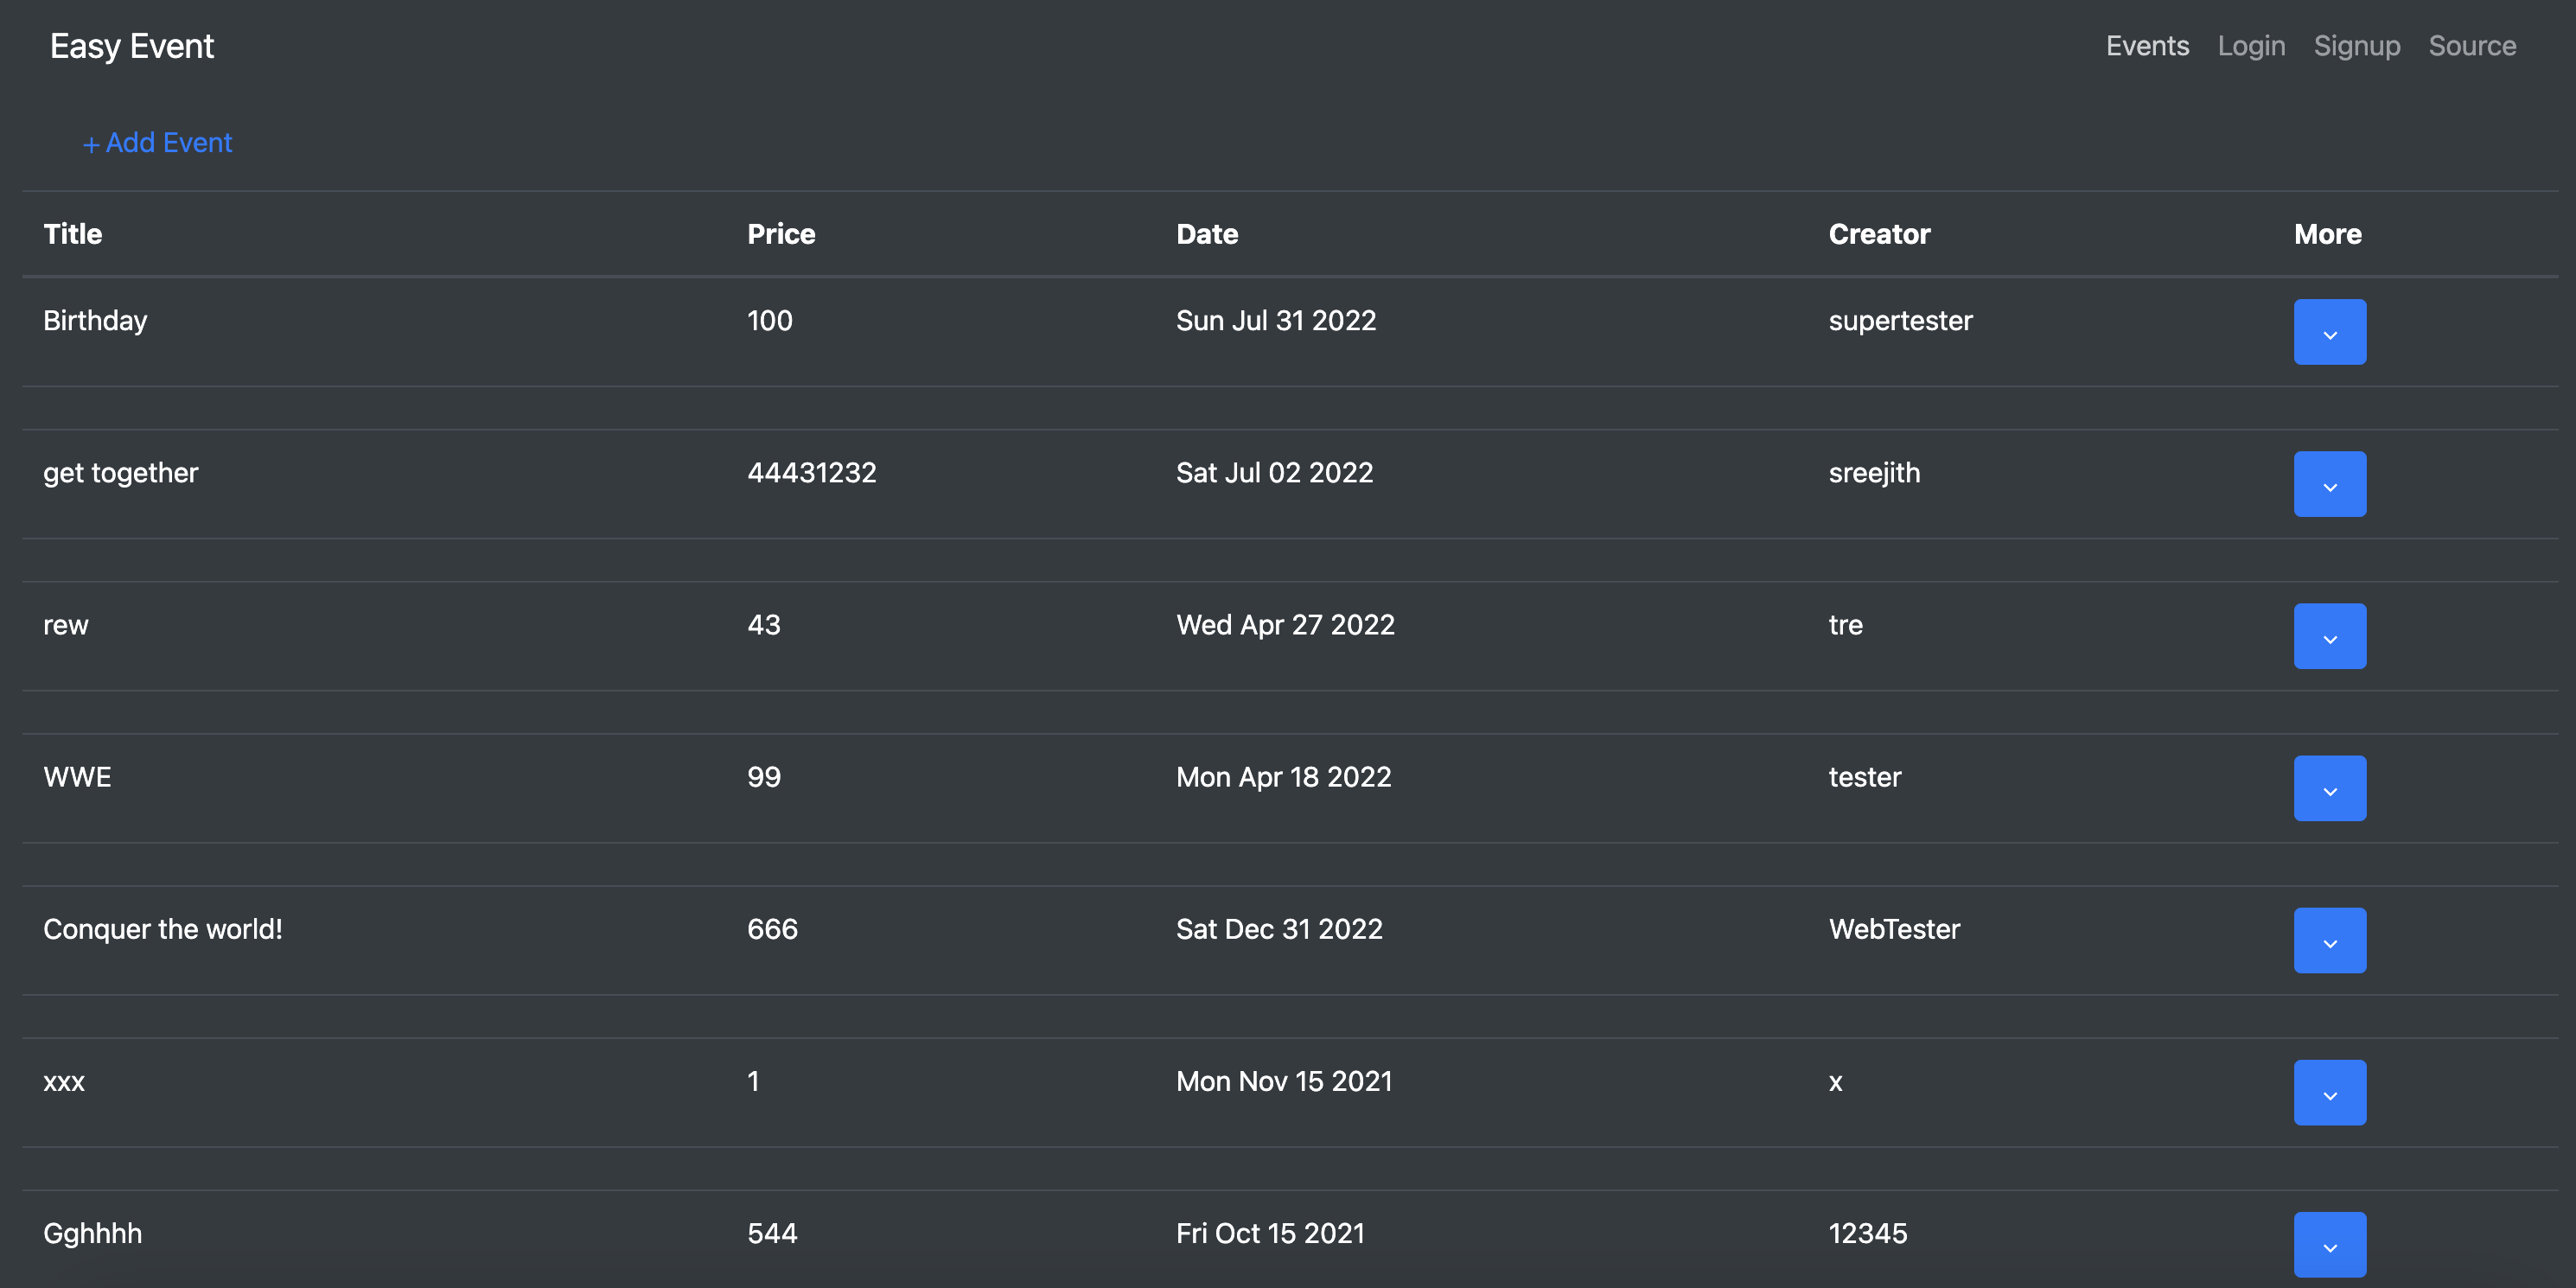 Easy Event Events Login Signup Source
+ Add Event
Title Price Date Creator More
Birthday 100 Sun Jul 31 2022 supertester
get together 44431232 Sat Jul 02 2022 sreejith
rew 43 Wed Apr 27 2022 tre
WWE 99 Mon Apr 18 2022 tester
Conquer the world! 666 Sat Dec 31 2022 WebTester
xxx 1 Mon Nov 15 2021 x
Gghhhh 544 Fri Oct 15 2021 12345